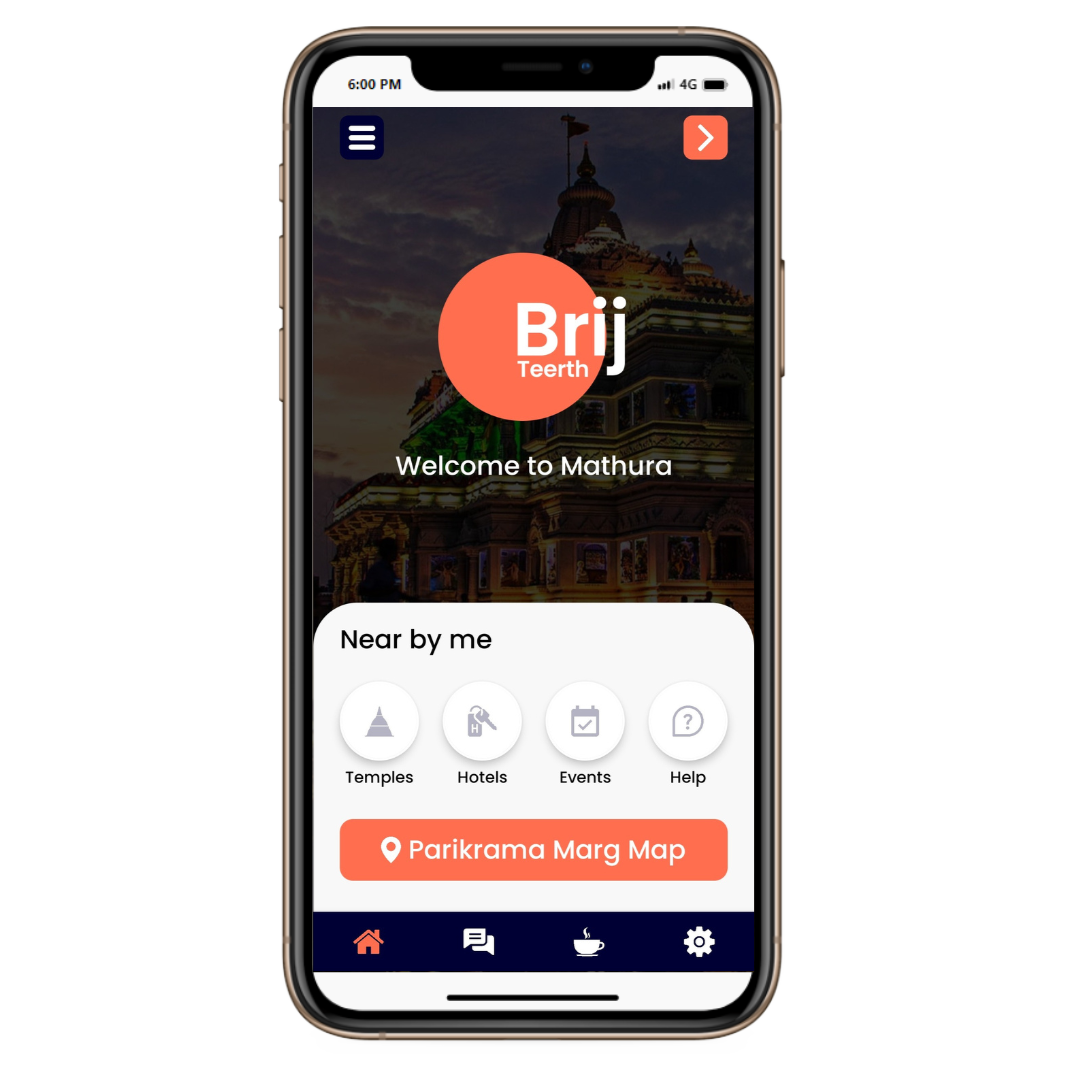 6:00 PM 4G
Brij
Teerth
Welcome to Mathura
Near by me
H ?
Temples Hotels Events Help
Parikrama Marg Map